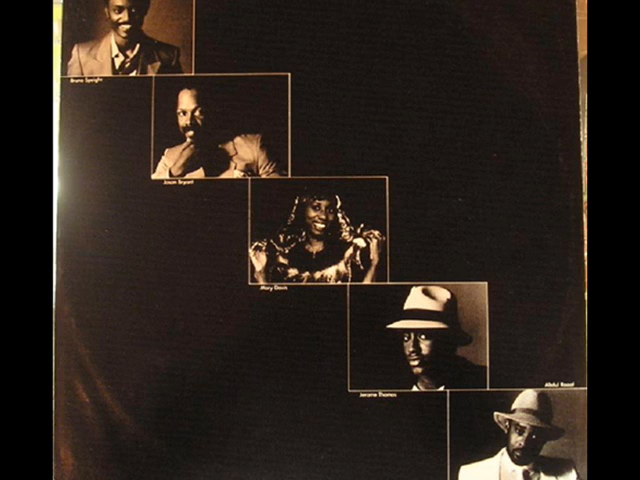 Bruno Speight
Jason Bryant
Mary Davis
Jerome Thomas
Abdul Raoof